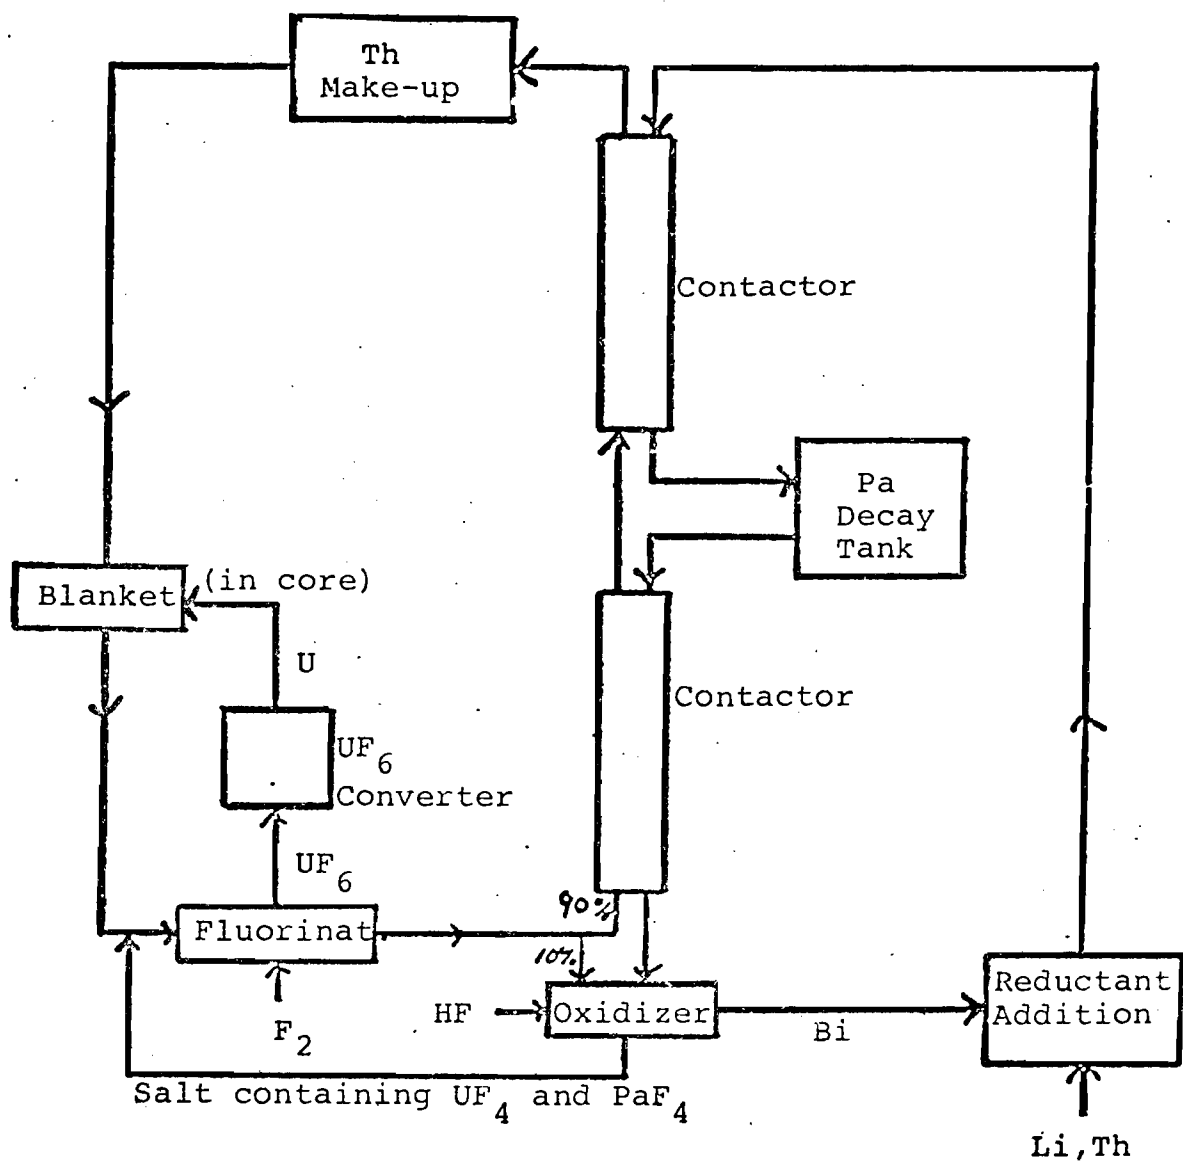 Th
Make-up
Contactor
Pa
Decay
Tank
Blanket
(in core)
U
Contactor
UF6
Converter
UF6
90%
Fluorinat
10%
HF
Oxidizer
Reductant
Addition
F2
Bi
Salt containing UF4 and PaF4
Li,Th